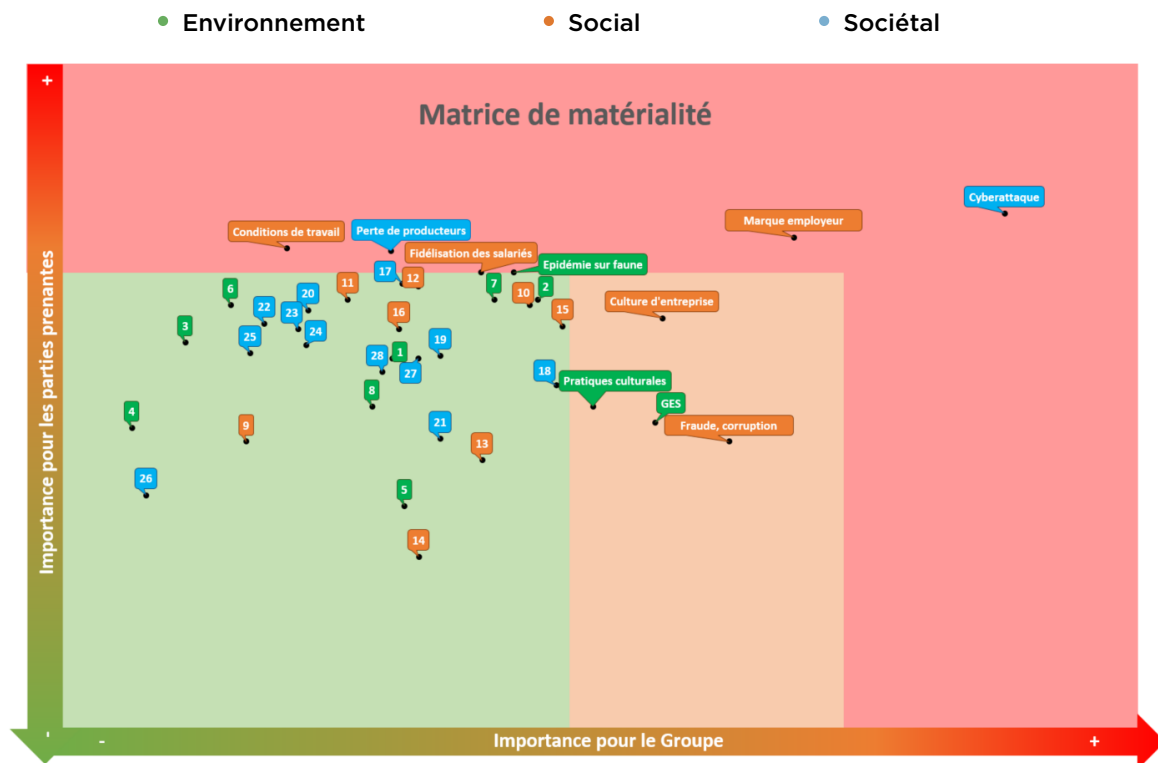 Environnement
Social
Sociétal
+
Matrice de matérialité
Cyberattaque
Marque employeur
Conditions de travail
Perte de producteurs
Fidélisation des salariés
Epidémie sur faune
17
12
11
7
2
6
10
20
Culture d'entreprise
22
23
16
15
3
25
24
19
28
1
27
18
Pratiques culturales
8
GES
4
9
21
Fraude, corruption
13
26
5
14
Importance pour les parties prenantes
-
-
Importance pour le Groupe
+